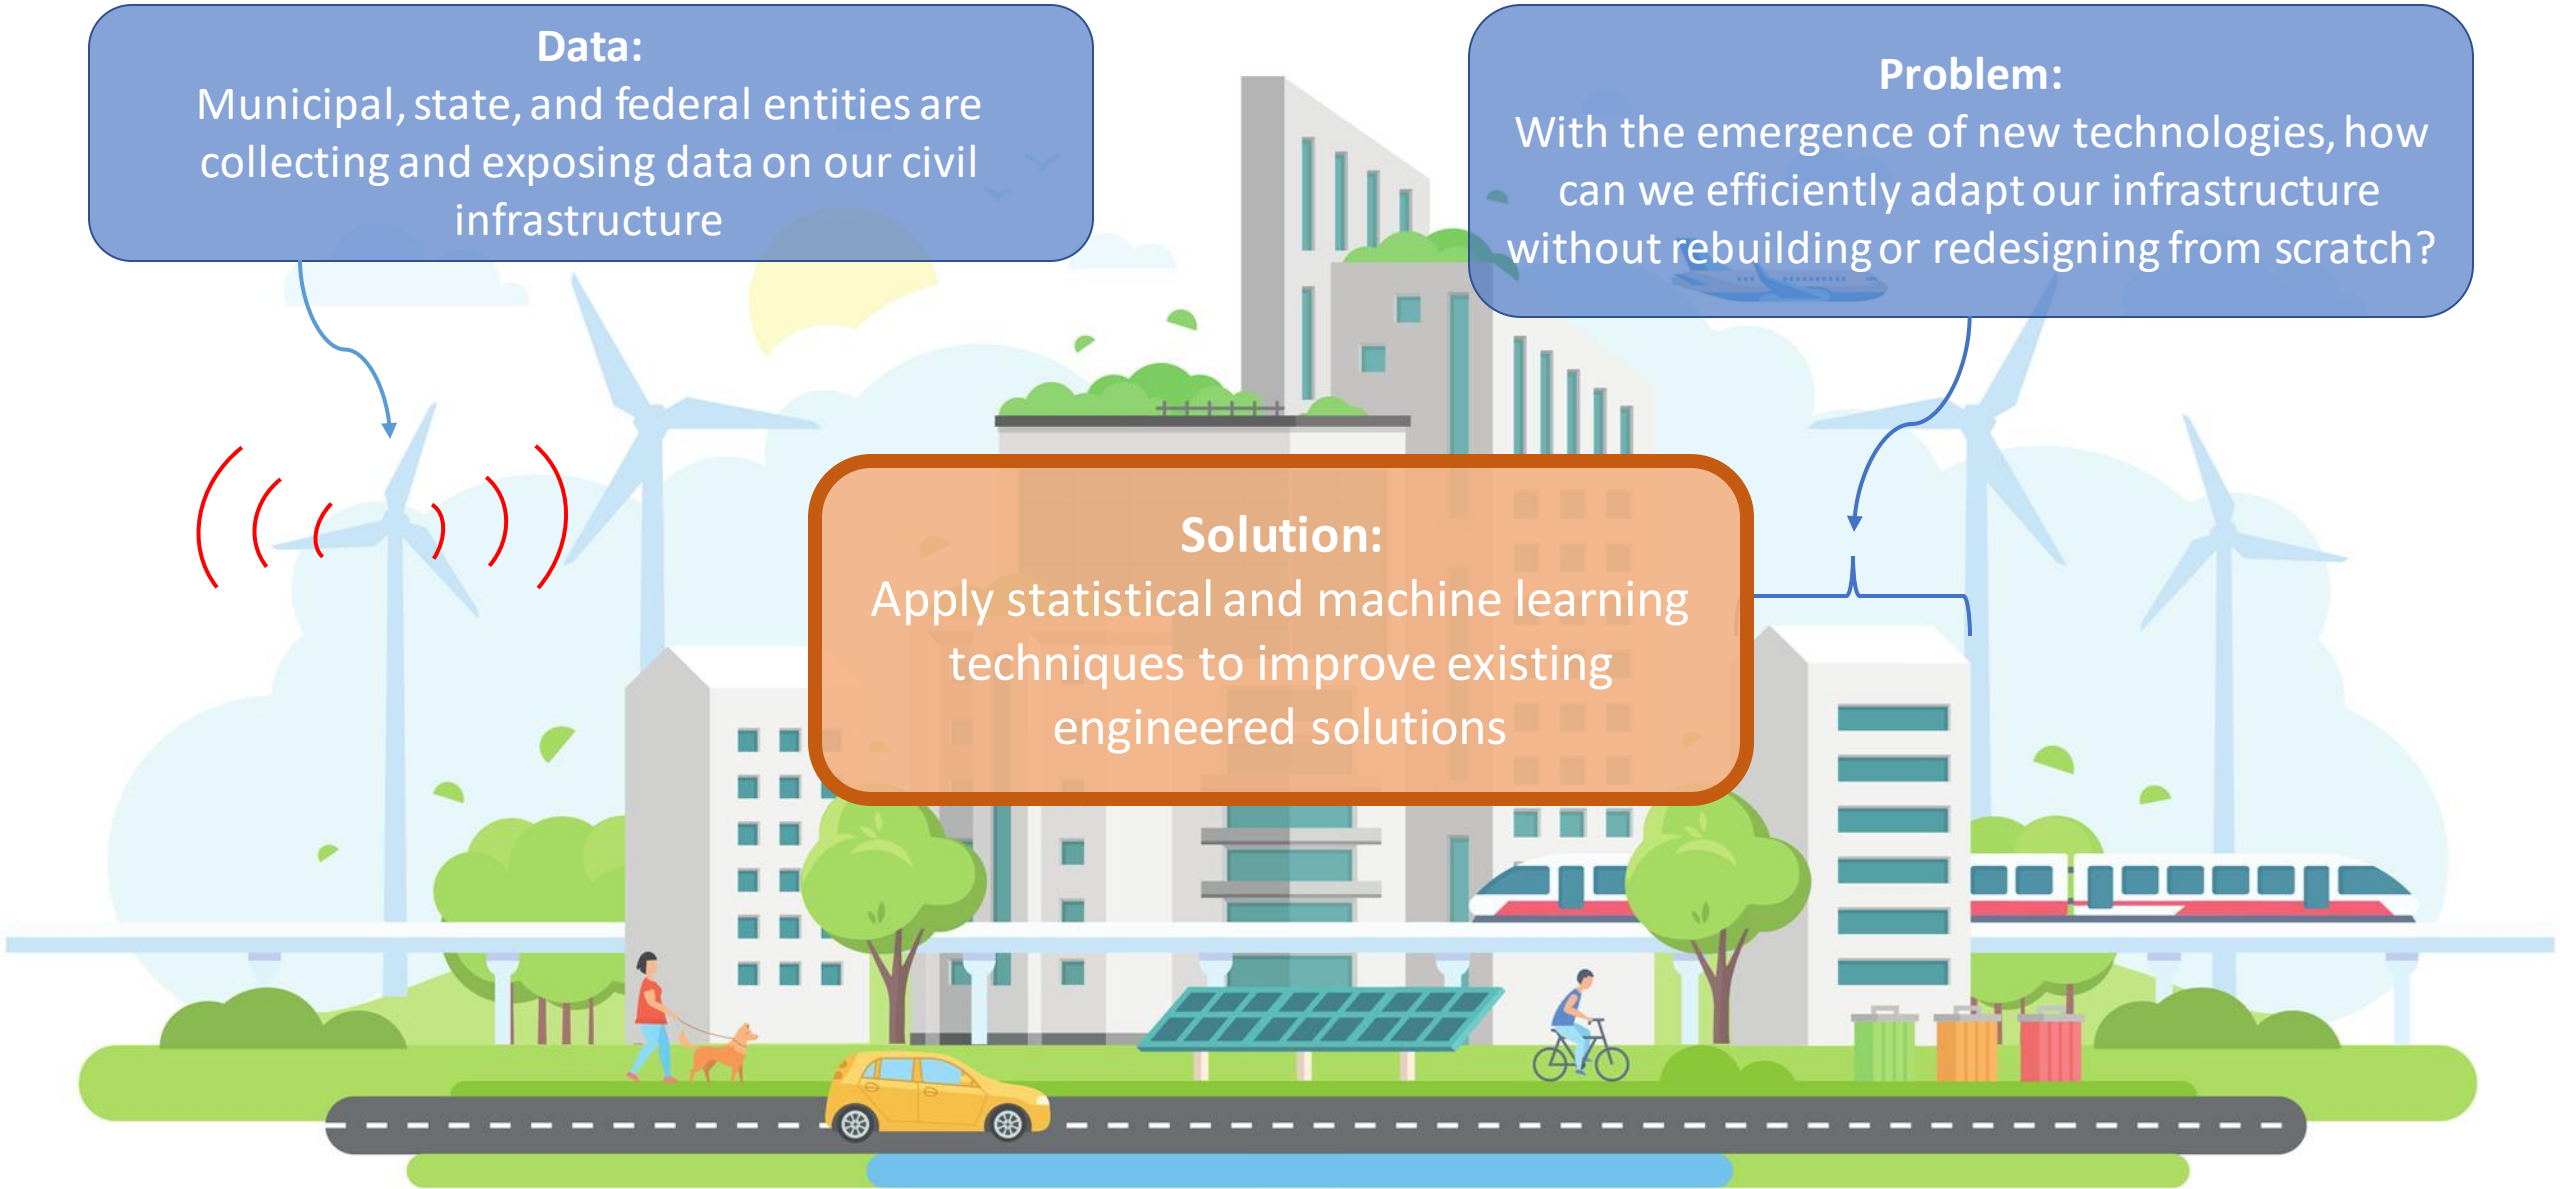 Data:
Municipal, state, and federal entities are
collecting and exposing data on our civil
infrastructure
Problem:
With the emergence of new technologies, how
can we efficiently adapt our infrastructure
without rebuilding or redesigning from scratch?
Solution:
Apply statistical and machine learning
techniques to improve existing
engineered solutions